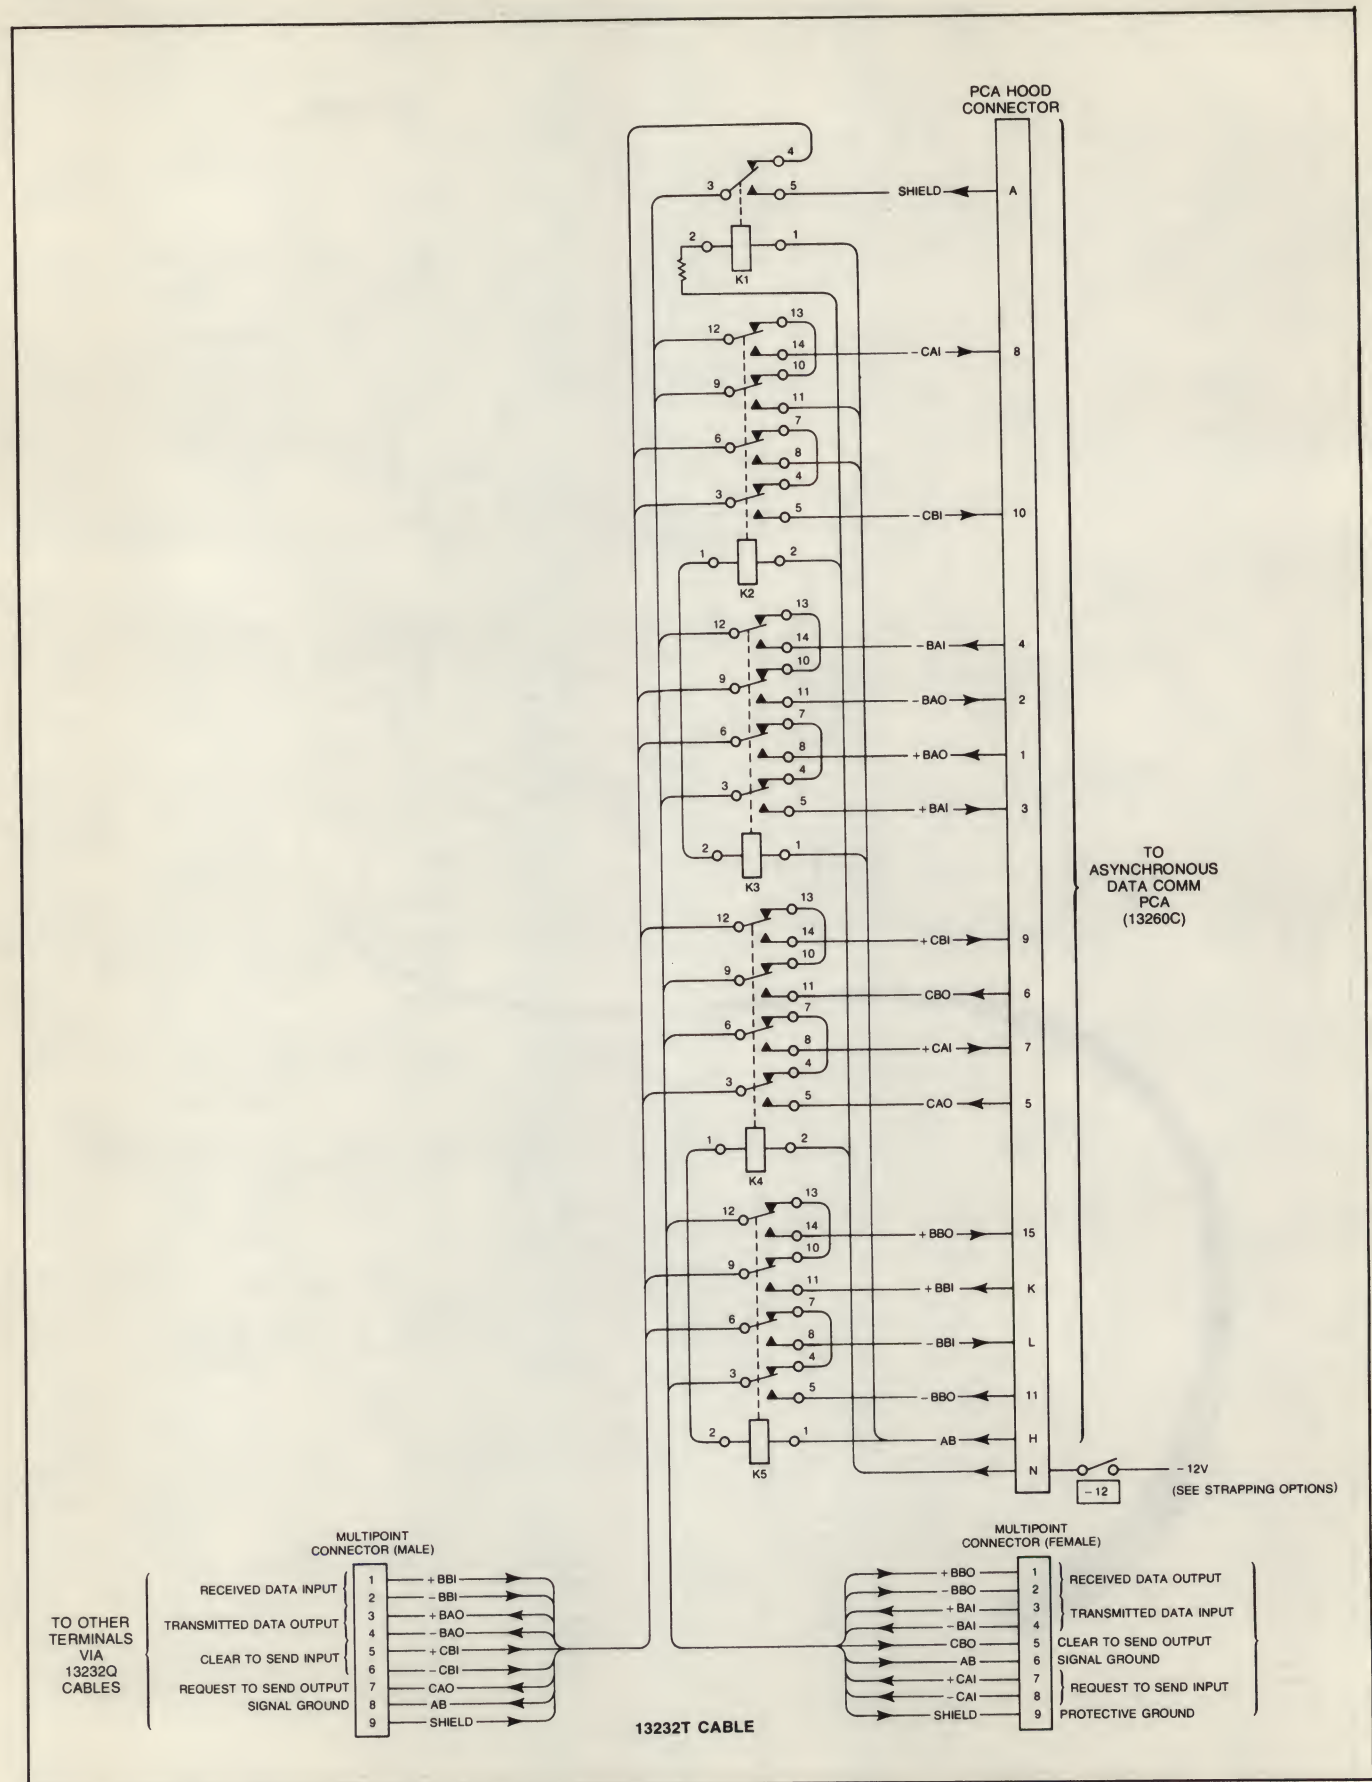 PCA HOOD
CONNECTOR
4
3
5
SHIELD
A
2
1
K1
13
12
14
-CAI
8
10
9
11
7
6
8
4
3
5
-CBI
10
1
2
K2
13
12
14
-BAI
4
10
9
11
-BAO
2
7
6
8
+BAO
1
4
3
5
+BAI
3
2
1
K3
TO
ASYNCHRONOUS
DATA COMM
PCA
(13260C)
13
12
14
+CBI
9
10
9
11
CBO
6
7
6
8
+CAI
7
4
3
5
CAO
5
1
2
K4
13
12
14
+BBO
15
10
9
11
+BBI
K
7
6
8
-BBI
L
4
3
5
-BBO
11
2
1
AB
H
K5
N
-12V
-12
(SEE STRAPPING OPTIONS)
MULTIPOINT
CONNECTOR (MALE)
TO OTHER
TERMINALS
VIA
13232Q
CABLES
RECEIVED DATA INPUT
1 +BBI
2 -BBI
TRANSMITTED DATA OUTPUT
3 +BAO
4 -BAO
CLEAR TO SEND INPUT
5 +CBI
6 -CBI
REQUEST TO SEND OUTPUT 7 CAO
SIGNAL GROUND 8 AB
9 SHIELD
13232T CABLE
MULTIPOINT
CONNECTOR (FEMALE)
+BBO 1
-BBO 2
RECEIVED DATA OUTPUT
+BAI 3
-BAI 4
TRANSMITTED DATA INPUT
CBO 5 CLEAR TO SEND OUTPUT
AB 6 SIGNAL GROUND
+CAI 7
-CAI 8
REQUEST TO SEND INPUT
SHIELD 9 PROTECTIVE GROUND